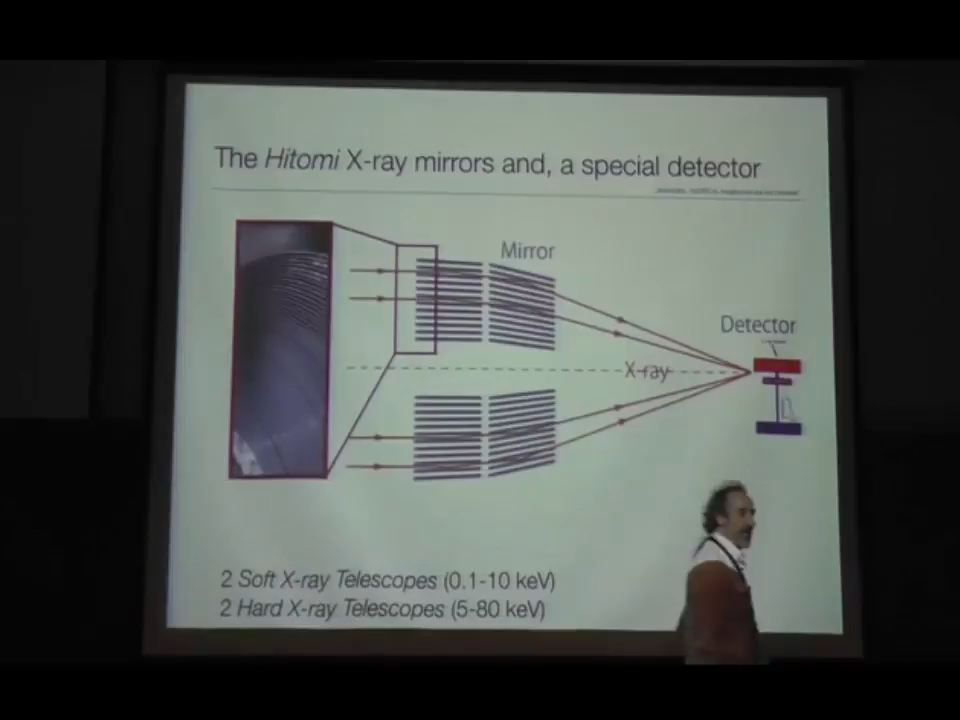 The Hitomi X-ray mirrors and, a special detector
Mirror
Detector
X-ray
2 Soft X-ray Telescopes (0.1-10 keV)
2 Hard X-ray Telescopes (5-80 keV)